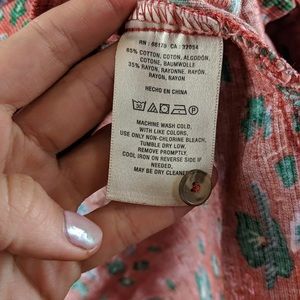 RN : 66170 CA : 32054
65% COTTON, COTON, ALGODÓN,
COTONE, BAUMWOLLE
35% RAYON, RAYONNE, RAYÓN,
RAYON, RAYON
HECHO EN CHINA
MACHINE WASH COLD,
WITH LIKE COLORS,
USE ONLY NON-CHLORINE BLEACH,
TUMBLE DRY LOW,
REMOVE PROMPTLY,
COOL IRON ON REVERSE SIDE IF
NEEDED,
MAY BE DRY CLEANED